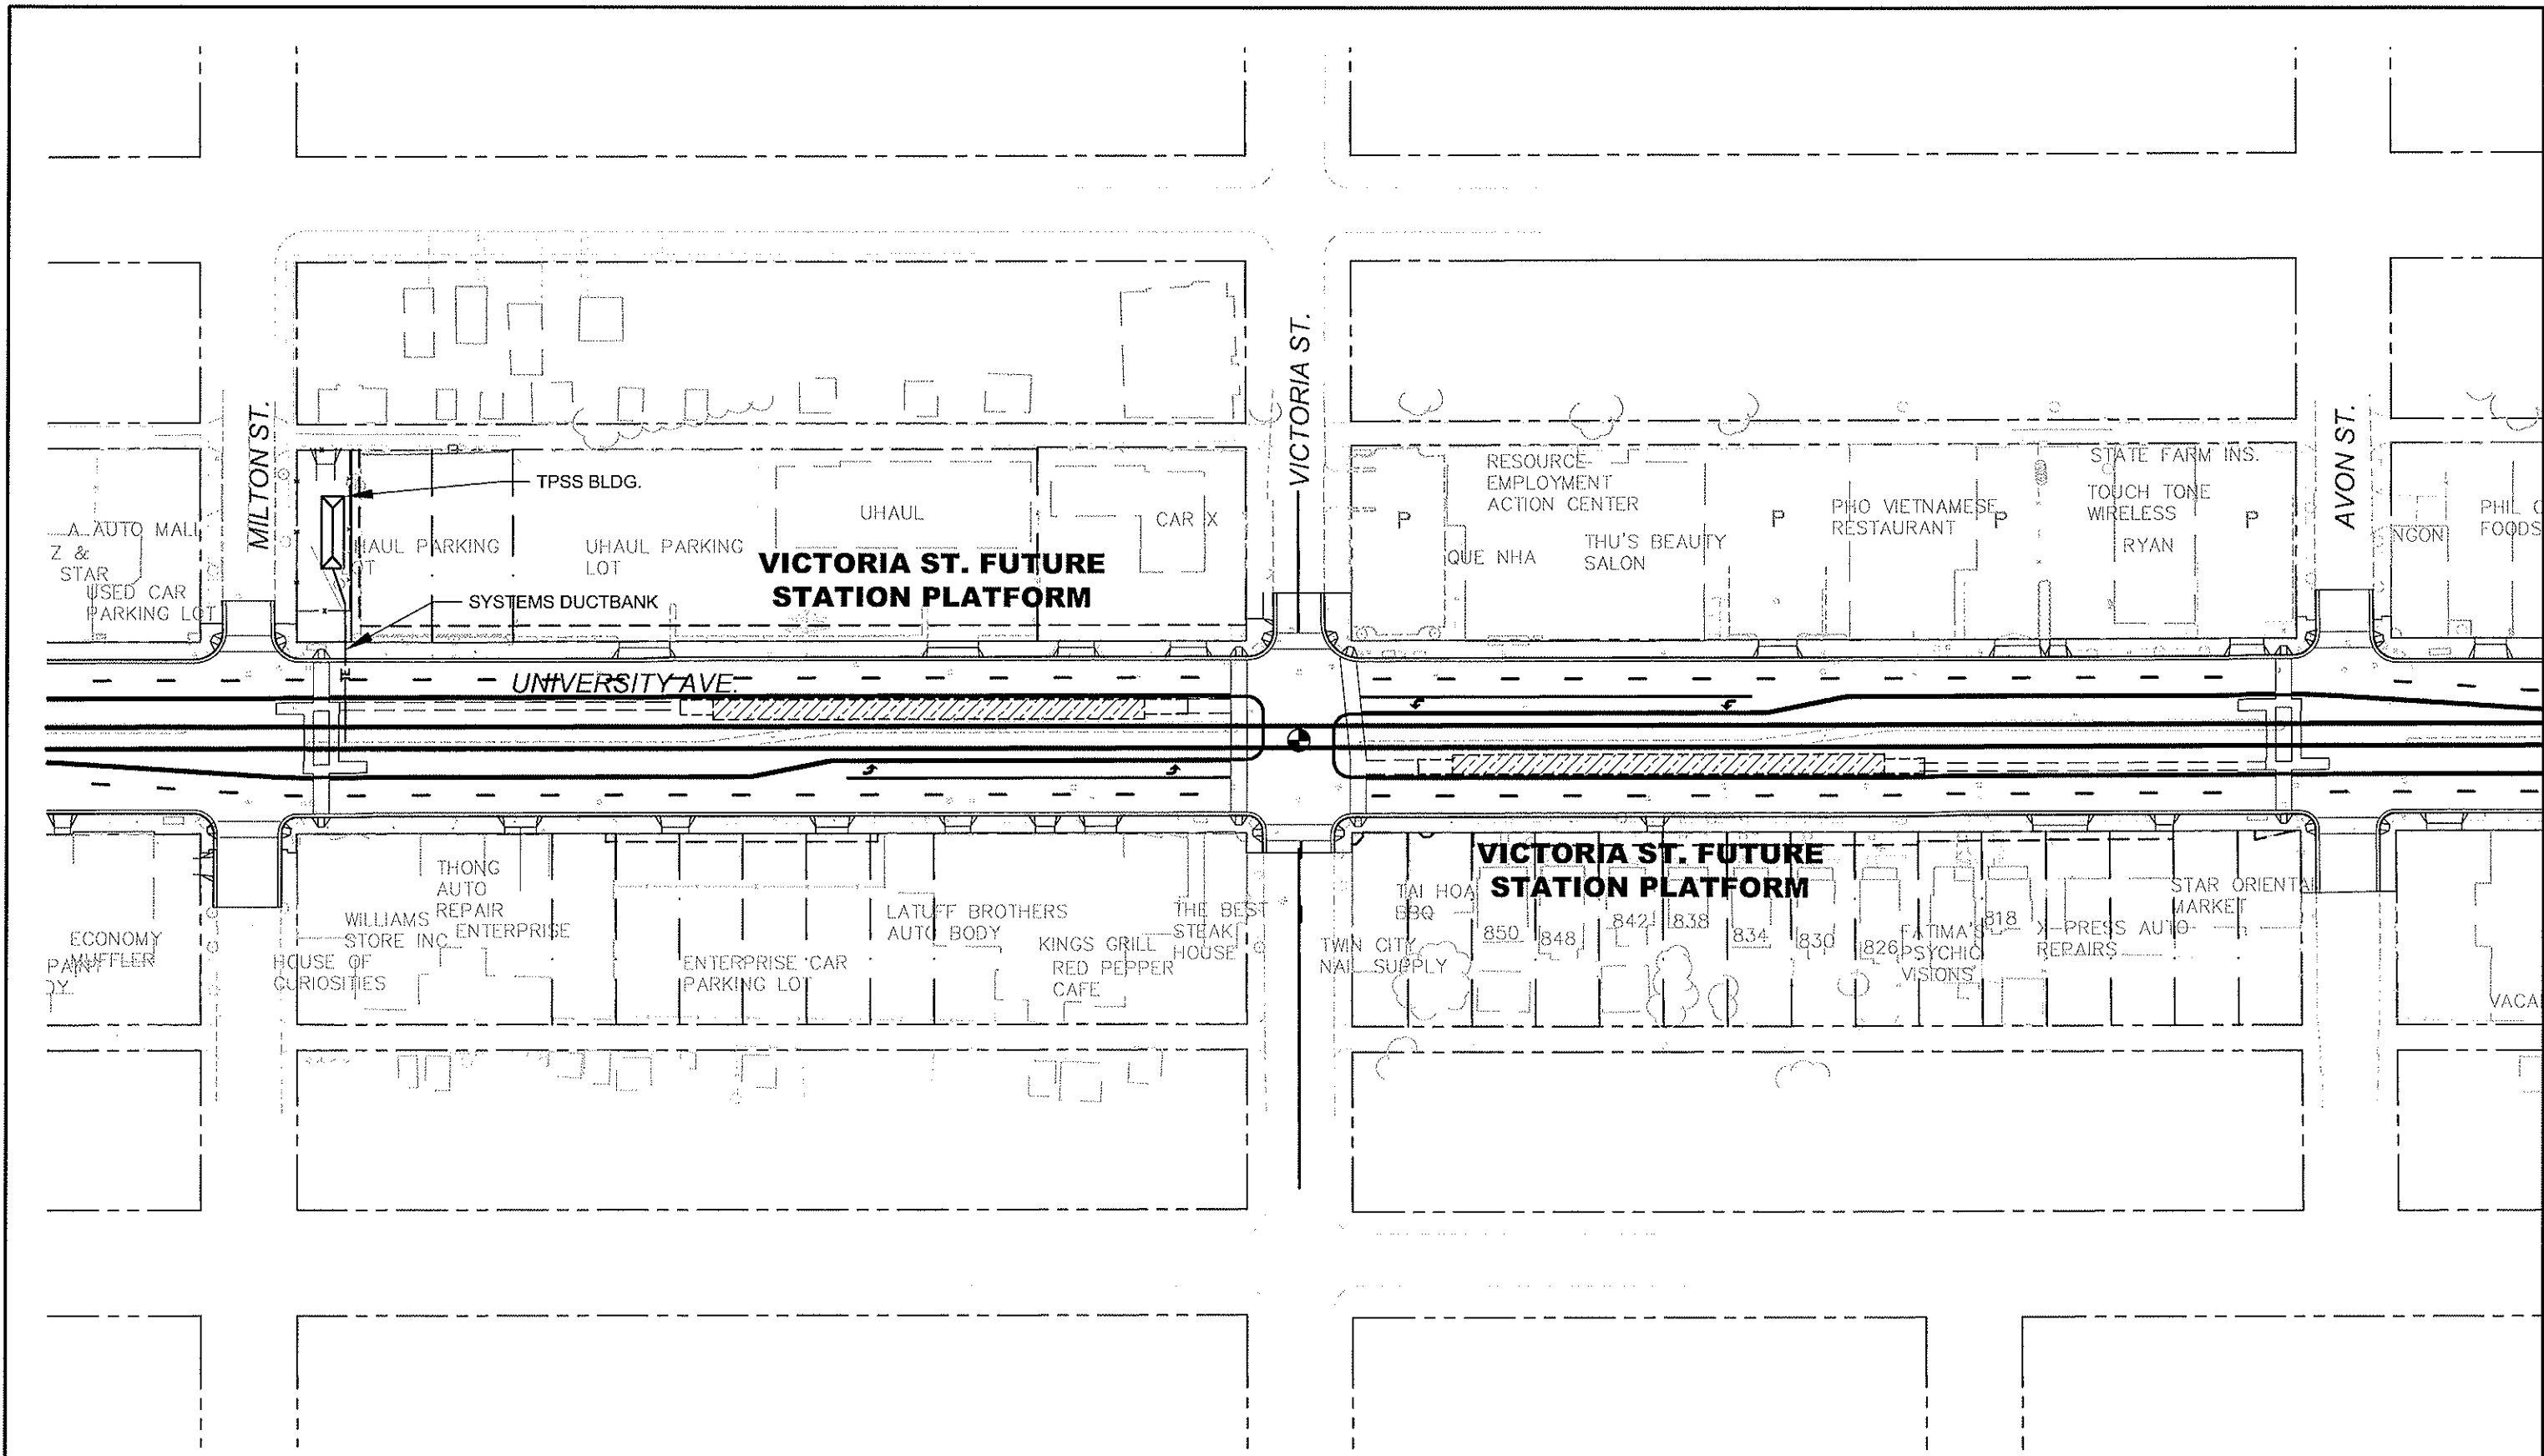 MILTON ST.
VICTORIA ST.
AVON ST.
TPSS BLDG.
UHAUL
CAR X
RESOURCE
EMPLOYMENT
ACTION CENTER
STATE FARM INS.
TOUCH TONE
WIRELESS
RYAN
PHO VIETNAMESE
RESTAURANT
P
P
P
P
A AUTO MALL
Z &
STAR
USED CAR
PARKING LOT
HAUL PARKING
LOT
UHAUL PARKING
LOT
VICTORIA ST. FUTURE
STATION PLATFORM
QUE NHA
THU'S BEAUTY
SALON
NGON
FOODS
SYSTEMS DUCTBANK
UNIVERSITY AVE.
ECONOMY
MUFFLER
THONG
AUTO
REPAIR
ENTERPRISE
WILLIAMS
STORE INC
HOUSE OF
CURIOSITIES
ENTERPRISE CAR
PARKING LOT
LATUFF BROTHERS
AUTO BODY
KINGS GRILL
RED PEPPER
CAFE
THE BEST
STEAK
HOUSE
VICTORIA ST. FUTURE
STATION PLATFORM
TAI HOA
BBQ
TWIN CITY
NAIL SUPPLY
850
848
842
838
834
830
826
FATIMA'S
PSYCHIC
VISIONS
818
X-PRESS AUTO
REPAIRS
STAR ORIENTAL
MARKET
VACA